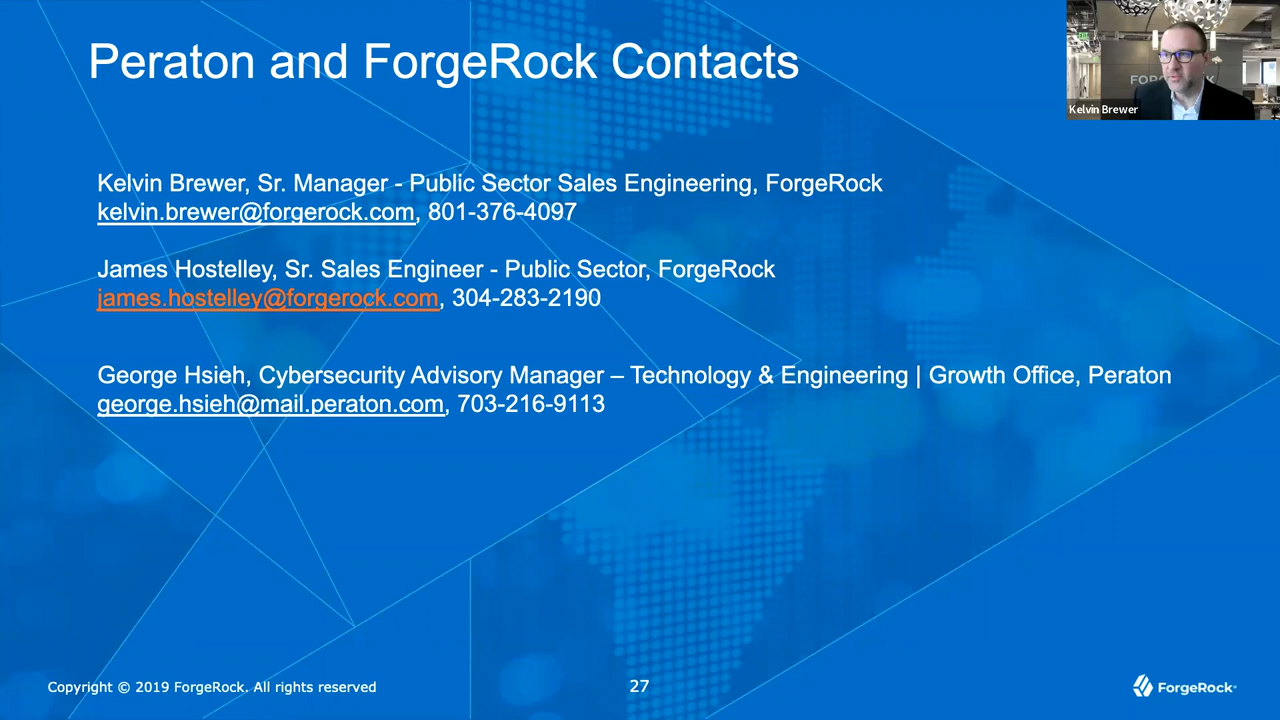 Peraton and ForgeRock Contacts
Kelvin Brewer
Kelvin Brewer, Sr. Manager - Public Sector Sales Engineering, ForgeRock
kelvin.brewer@forgerock.com, 801-376-4097
James Hostelley, Sr. Sales Engineer - Public Sector, ForgeRock
james.hostelley@forgerock.com, 304-283-2190
George Hsieh, Cybersecurity Advisory Manager – Technology & Engineering | Growth Office, Peraton
george.hsieh@mail.peraton.com, 703-216-9113
Copyright © 2019 ForgeRock. All rights reserved
27
ForgeRock